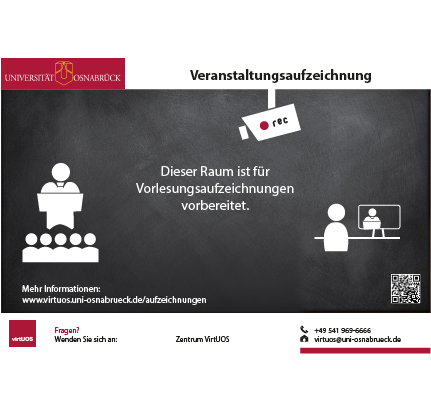 UNIVERSITÄT OSNABRÜCK
Veranstaltungsaufzeichnung
rec
Dieser Raum ist für
Vorlesungsaufzeichnungen
vorbereitet.
Mehr Informationen:
www.virtuos.uni-osnabrueck.de/aufzeichnungen
virtUOS
Fragen?
Wenden Sie sich an:
Zentrum VirtUOS
+49 541 969-6666
virtuos@uni-osnabrueck.de